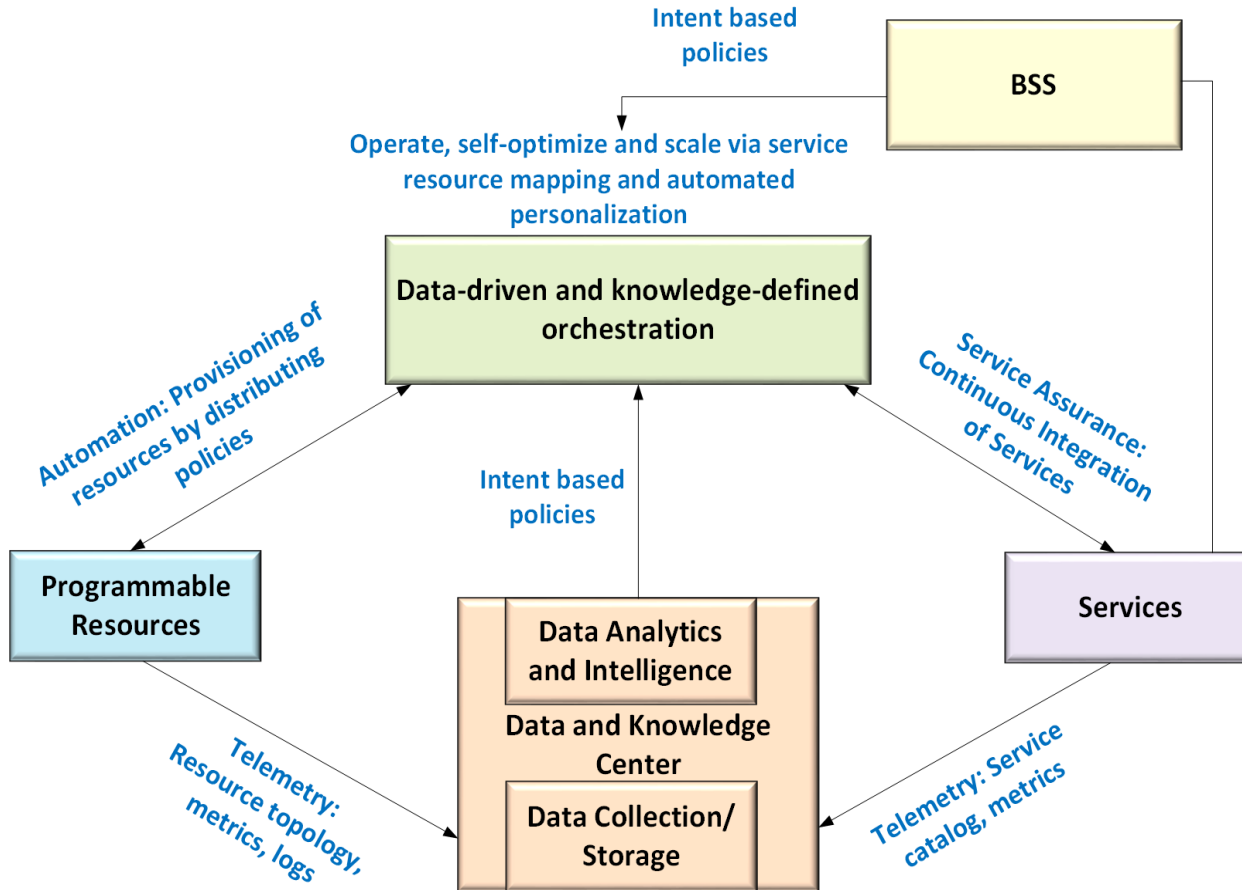 Intent based
policies
BSS
Operate, self-optimize and scale via service
resource mapping and automated
personalization
Data-driven and knowledge-defined
orchestration
Automation: Provisioning of
resources by distributing
policies
Service Assurance:
Continuous Integration
of Services
Intent based
policies
Programmable
Resources
Services
Data Analytics
and Intelligence
Data and Knowledge
Center
Data Collection/
Storage
Telemetry:
Resource topology,
metrics, logs
Telemetry: Service
catalog, metrics